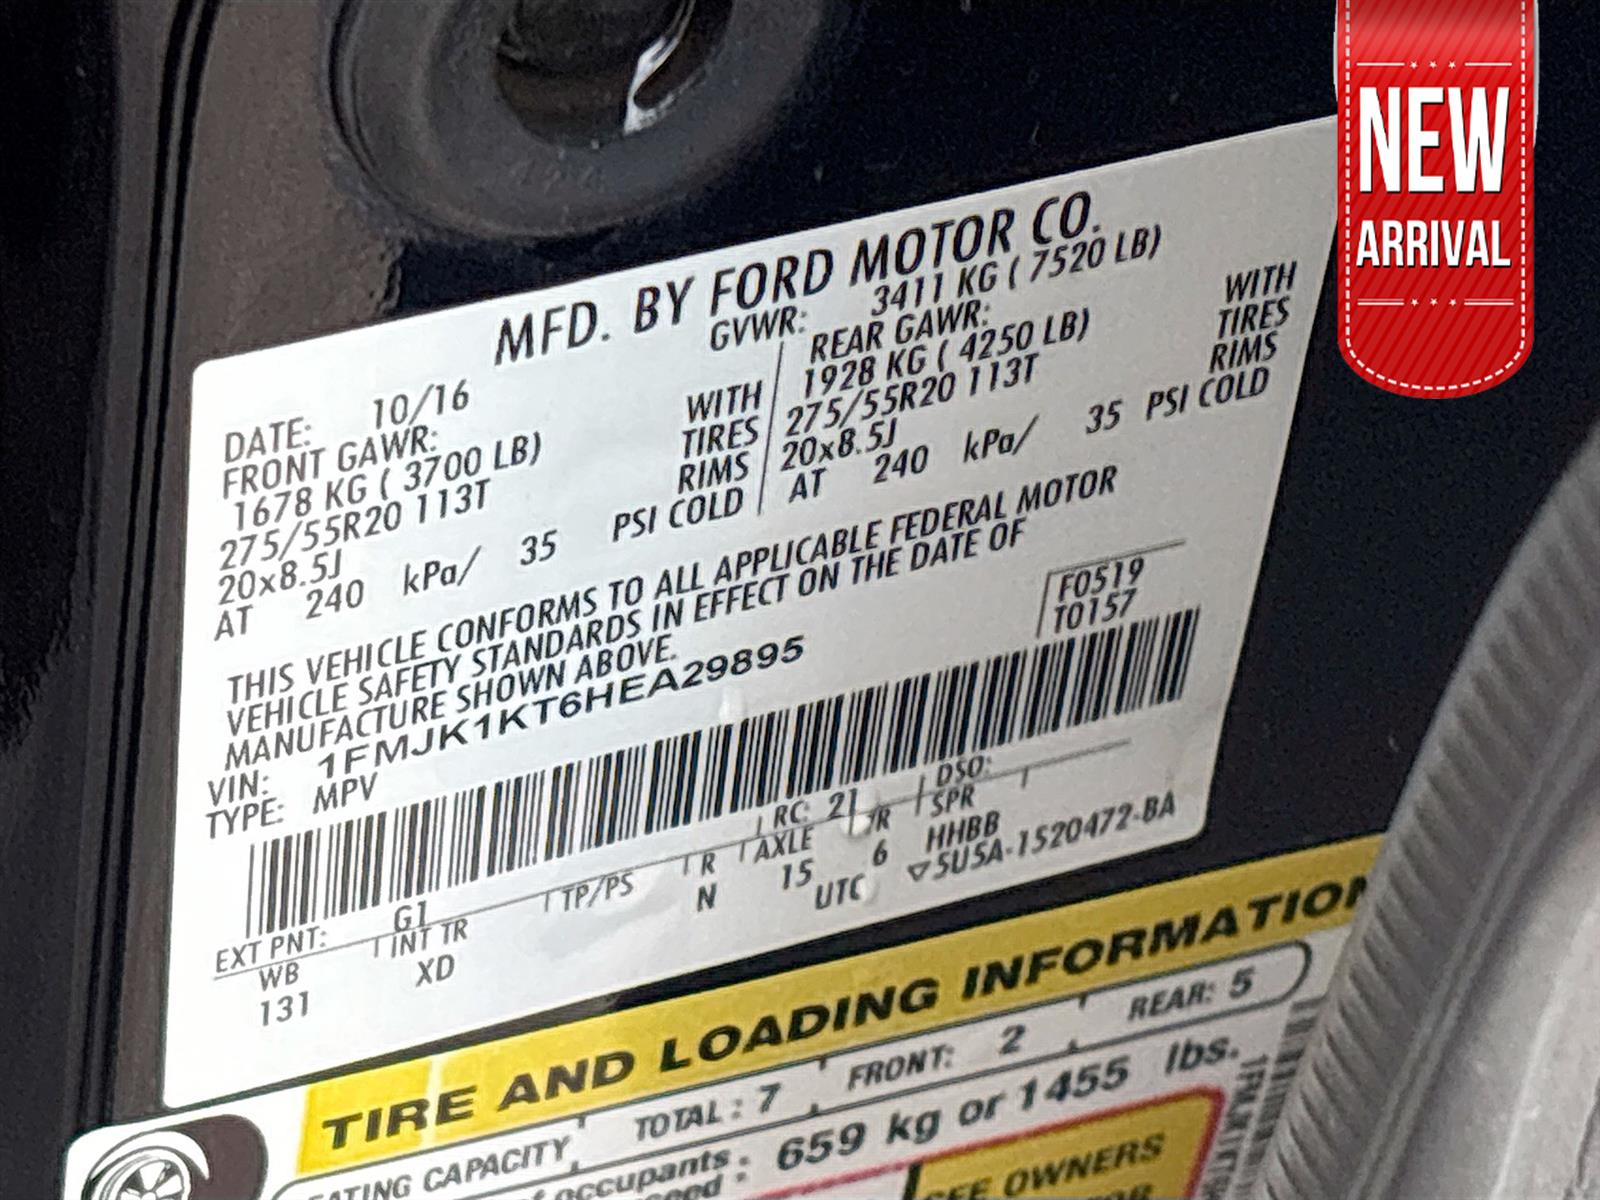 NEW
ARRIVAL
MFD. BY FORD MOTOR CO.
DATE: 10/16 GVWR: 3411 KG ( 7520 LB)
FRONT GAWR: REAR GAWR:
1678 KG ( 3700 LB) WITH 1928 KG ( 4250 LB) WITH
275/55R20 113T TIRES 275/55R20 113T TIRES
20x8.5J RIMS 20x8.5J RIMS
AT 240 kPa/ 35 PSI COLD AT 240 kPa/ 35 PSI COLD
THIS VEHICLE CONFORMS TO ALL APPLICABLE FEDERAL MOTOR
VEHICLE SAFETY STANDARDS IN EFFECT ON THE DATE OF
MANUFACTURE SHOWN ABOVE.
F0519
T0157
VIN: 1FMJK1KT6HEA29895
TYPE: MPV
EXT PNT: G1 RC: 21 DSO:
WB INT TR TP/PS R AXLE /R SPR
131 XD N 15 6 HHBB
UTC ▽5U5A-1520472-BA
TIRE AND LOADING INFORMATION
SEATING CAPACITY TOTAL : 7 FRONT: 2 REAR: 5
occupants : 659 kg or 1455 lbs.
OWNERS